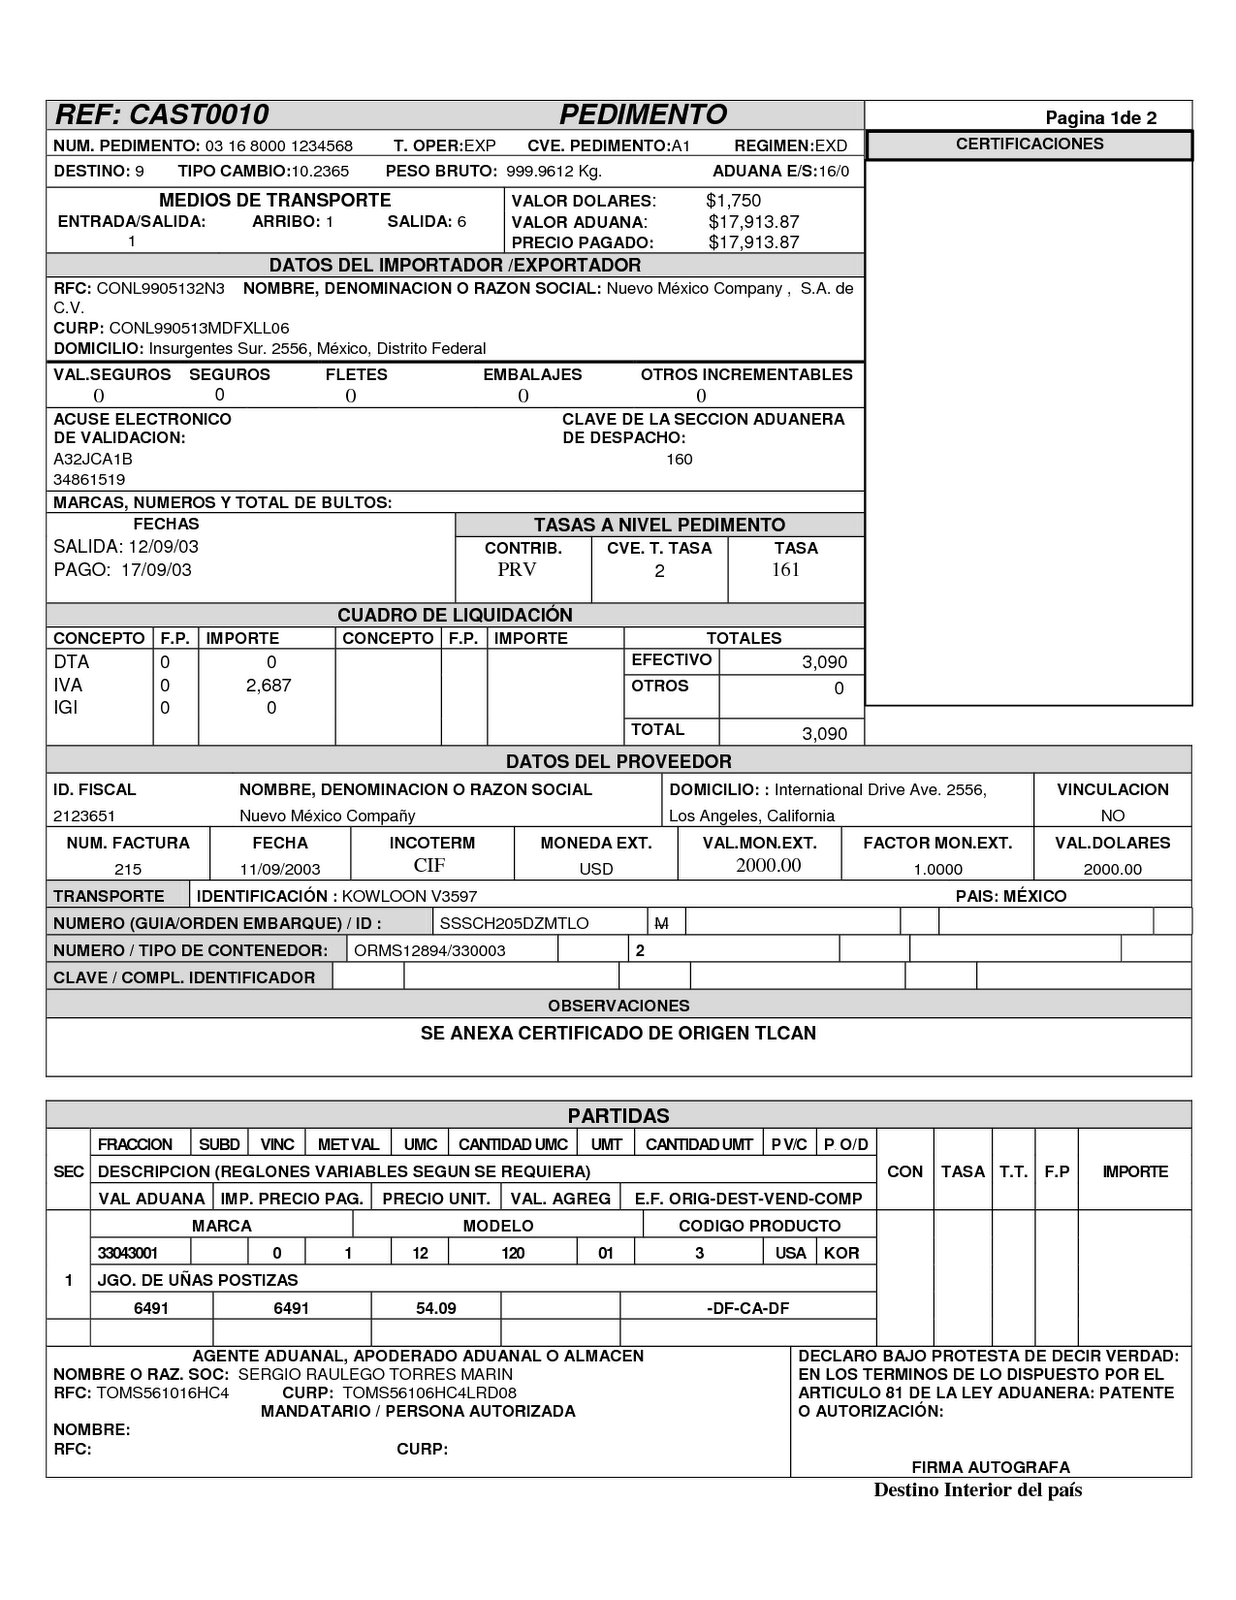 REF: CAST0010 PEDIMENTO Pagina 1de 2
NUM. PEDIMENTO: 03 16 8000 1234568 T. OPER:EXP CVE. PEDIMENTO:A1 REGIMEN:EXD CERTIFICACIONES
DESTINO: 9 TIPO CAMBIO:10.2365 PESO BRUTO: 999.9612 Kg. ADUANA E/S:16/0
MEDIOS DE TRANSPORTE VALOR DOLARES: $1,750
ENTRADA/SALIDA: ARRIBO: 1 SALIDA: 6 VALOR ADUANA: $17,913.87
1 PRECIO PAGADO: $17,913.87
DATOS DEL IMPORTADOR /EXPORTADOR
RFC: CONL9905132N3 NOMBRE, DENOMINACION O RAZON SOCIAL: Nuevo México Company , S.A. de
C.V.
CURP: CONL990513MDFXLL06
DOMICILIO: Insurgentes Sur. 2556, México, Distrito Federal
VAL.SEGUROS SEGUROS FLETES EMBALAJES OTROS INCREMENTABLES
0 0 0 0 0
ACUSE ELECTRONICO CLAVE DE LA SECCION ADUANERA
DE VALIDACION: DE DESPACHO:
A32JCA1B 160
34861519
MARCAS, NUMEROS Y TOTAL DE BULTOS:
FECHAS TASAS A NIVEL PEDIMENTO
SALIDA: 12/09/03 CONTRIB. CVE. T. TASA TASA
PAGO: 17/09/03 PRV 2 161
CUADRO DE LIQUIDACIÓN
CONCEPTO F.P. IMPORTE CONCEPTO F.P. IMPORTE TOTALES
DTA 0 0 EFECTIVO 3,090
IVA 0 2,687 OTROS 0
IGI 0 0
TOTAL 3,090
DATOS DEL PROVEEDOR
ID. FISCAL NOMBRE, DENOMINACION O RAZON SOCIAL DOMICILIO: : International Drive Ave. 2556, VINCULACION
2123651 Nuevo México Compañy Los Angeles, California NO
NUM. FACTURA FECHA INCOTERM MONEDA EXT. VAL.MON.EXT. FACTOR MON.EXT. VAL.DOLARES
215 11/09/2003 CIF USD 2000.00 1.0000 2000.00
TRANSPORTE IDENTIFICACIÓN : KOWLOON V3597 PAIS: MÉXICO
NUMERO (GUIA/ORDEN EMBARQUE) / ID : SSSCH205DZMTLO M
NUMERO / TIPO DE CONTENEDOR: ORMS12894/330003 2
CLAVE / COMPL. IDENTIFICADOR
OBSERVACIONES
SE ANEXA CERTIFICADO DE ORIGEN TLCAN
PARTIDAS
FRACCION SUBD VINC MET VAL UMC CANTIDAD UMC UMT CANTIDAD UMT P V/C P O/D
SEC DESCRIPCION (REGLONES VARIABLES SEGUN SE REQUIERA) CON TASA T.T. F.P IMPORTE
VAL ADUANA IMP. PRECIO PAG. PRECIO UNIT. VAL. AGREG E.F. ORIG-DEST-VEND-COMP
MARCA MODELO CODIGO PRODUCTO
33043001 0 1 12 120 01 3 USA KOR
1 JGO. DE UÑAS POSTIZAS
6491 6491 54.09 -DF-CA-DF
AGENTE ADUANAL, APODERADO ADUANAL O ALMACEN DECLARO BAJO PROTESTA DE DECIR VERDAD:
NOMBRE O RAZ. SOC: SERGIO RAULEGO TORRES MARIN EN LOS TERMINOS DE LO DISPUESTO POR EL
RFC: TOMS561016HC4 CURP: TOMS56106HC4LRD08 ARTICULO 81 DE LA LEY ADUANERA: PATENTE
MANDATARIO / PERSONA AUTORIZADA O AUTORIZACIÓN:
NOMBRE:
RFC: CURP:
FIRMA AUTOGRAFA
Destino Interior del país